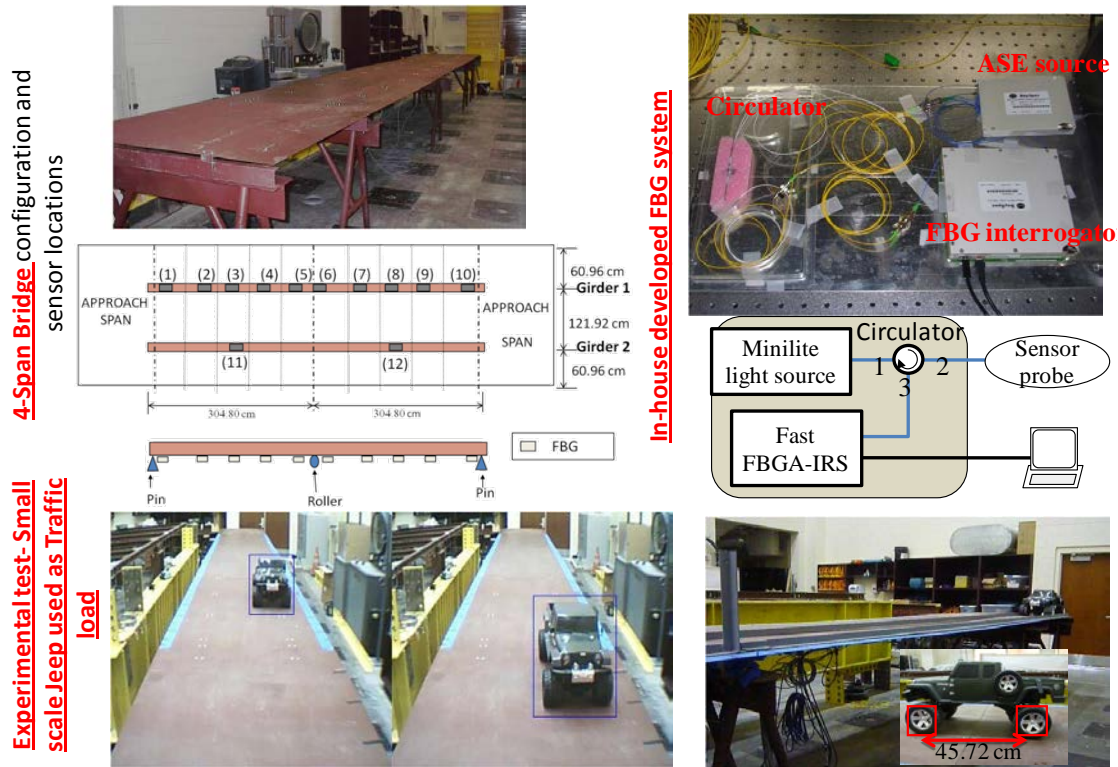 4-Span Bridge configuration and
sensor locations
(1) (2) (3) (4) (5) (6) (7) (8) (9) (10)
60.96 cm
Girder 1
APPROACH
SPAN
APPROACH
SPAN
121.92 cm
Girder 2
(11) (12)
60.96 cm
304.80 cm 304.80 cm
FBG
Pin Roller Pin
Experimental test- Small
scale Jeep used as Traffic
load
In-house developed FBG system
ASE source
Circulator
FBG interrogato
Circulator
Minilite
light source
1 2
3
Sensor
probe
Fast
FBGA-IRS
45.72 cm